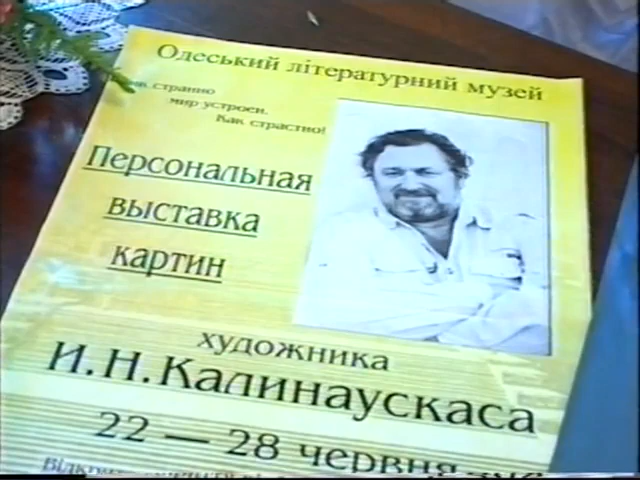 Одеський літературний музей
странно
мир устроен.
Как страстно!
Персональная
выставка
картин
художника
И.Н.Калинаускаса
22 — 28 червня